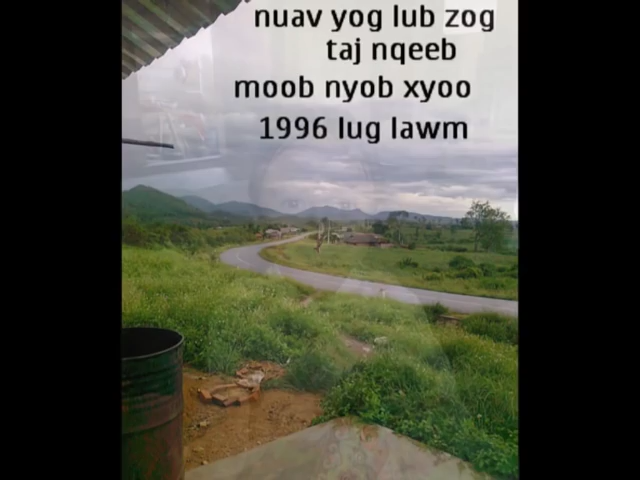 nuav yog lub zog
taj nqeeb
moob nyob xyoo
1996 lug lawm